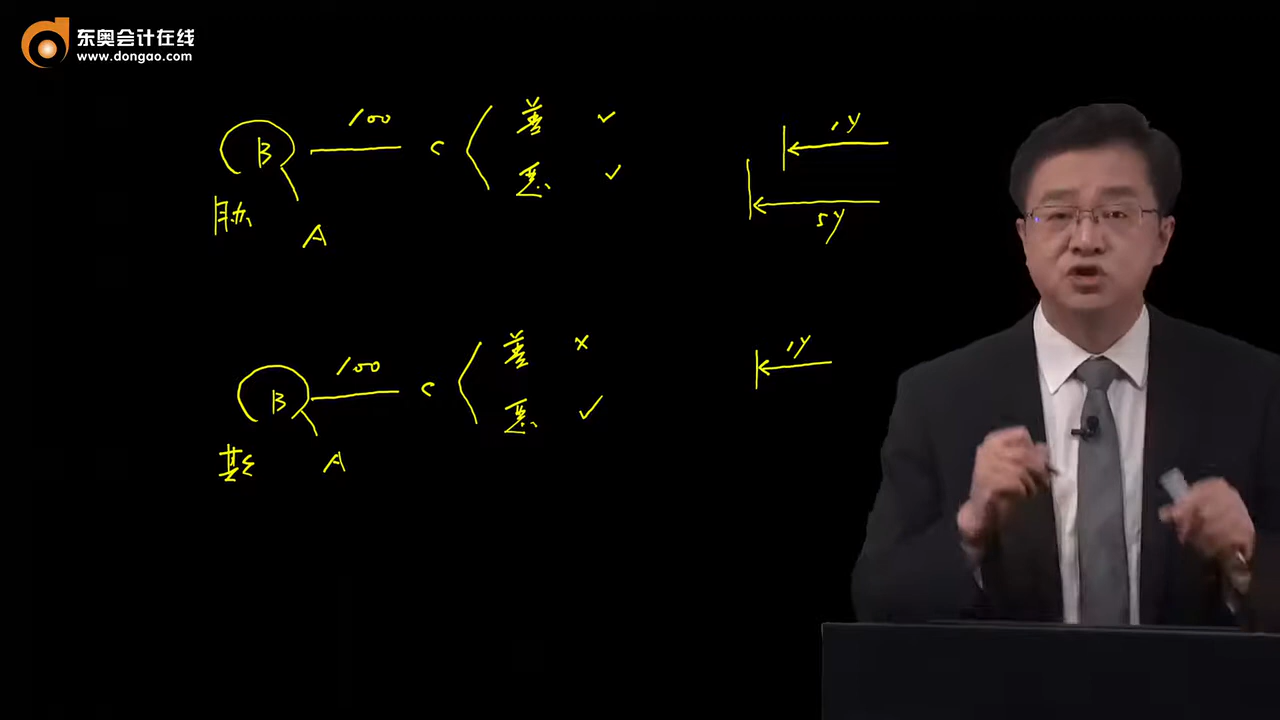 东奥会计在线
www.dongao.com
B 100 C 善 ✓ 1Y
恶 ✓ 5Y
胁 A
B 100 C 善 × 1Y
恶 ✓
欺 A